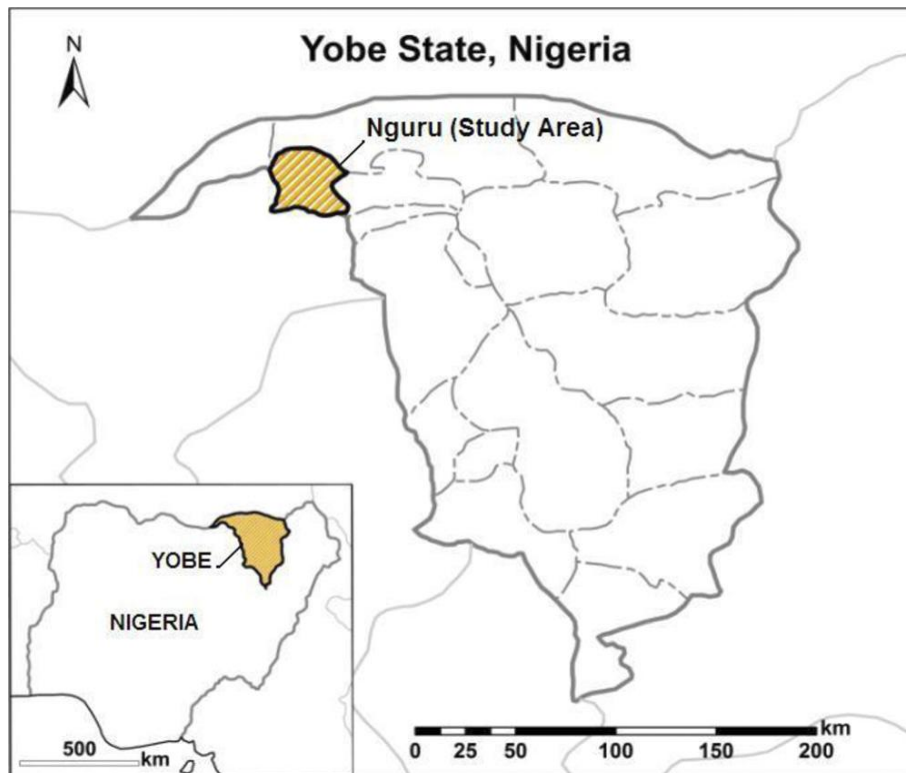 Yobe State, Nigeria
N
Nguru (Study Area)
YOBE
NIGERIA
500
km
km
0 25 50 100 150 200